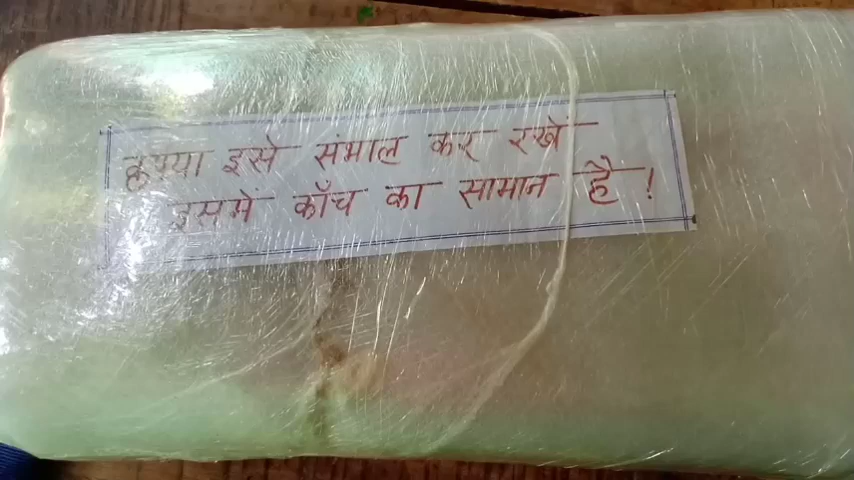 कृपया इसे संभाल कर रखे
इसमें काँच का सामान है !